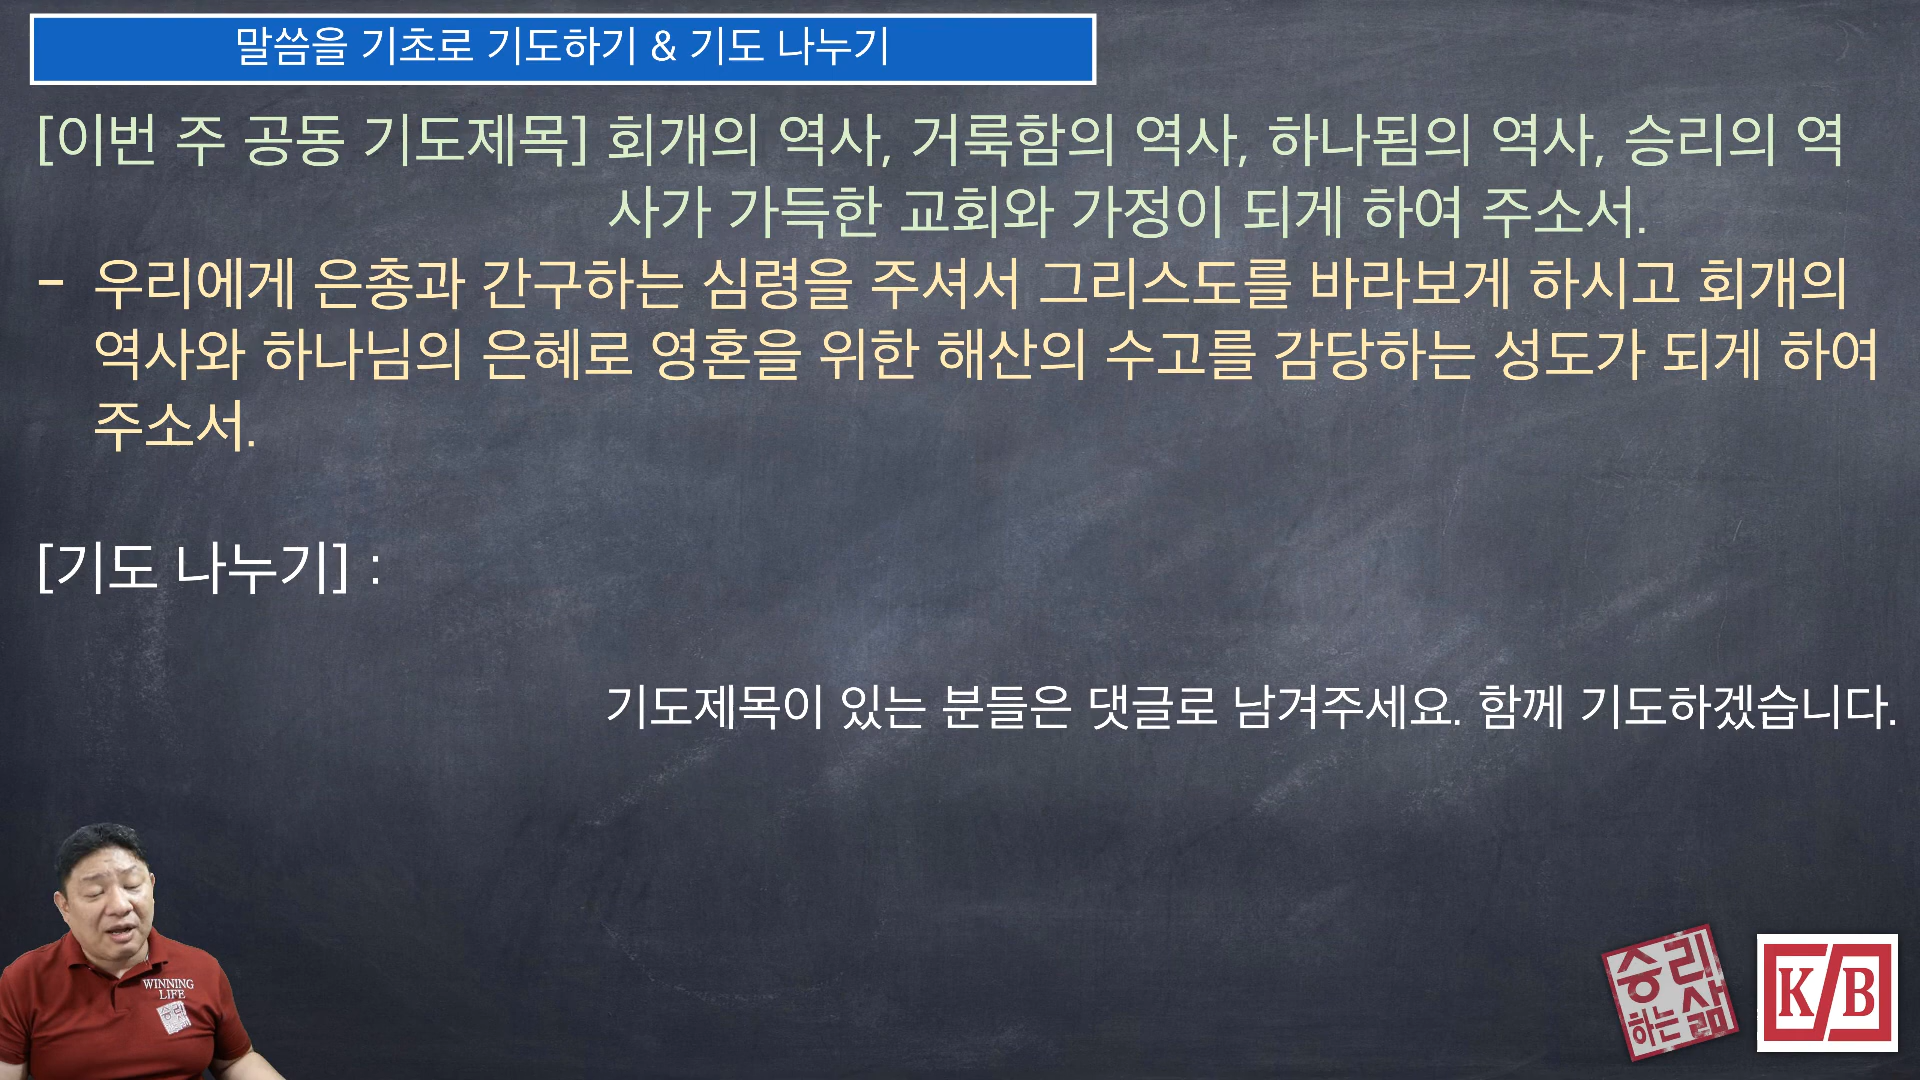 말씀을 기초로 기도하기 & 기도 나누기
[이번 주 공동 기도제목] 회개의 역사, 거룩함의 역사, 하나됨의 역사, 승리의 역
사가 가득한 교회와 가정이 되게 하여 주소서.
- 우리에게 은총과 간구하는 심령을 주셔서 그리스도를 바라보게 하시고 회개의
역사와 하나님의 은혜로 영혼을 위한 해산의 수고를 감당하는 성도가 되게 하여
주소서.
[기도 나누기] :
기도제목이 있는 분들은 댓글로 남겨주세요. 함께 기도하겠습니다.
WINNING
LIFE
승리
하는 삶
K/B